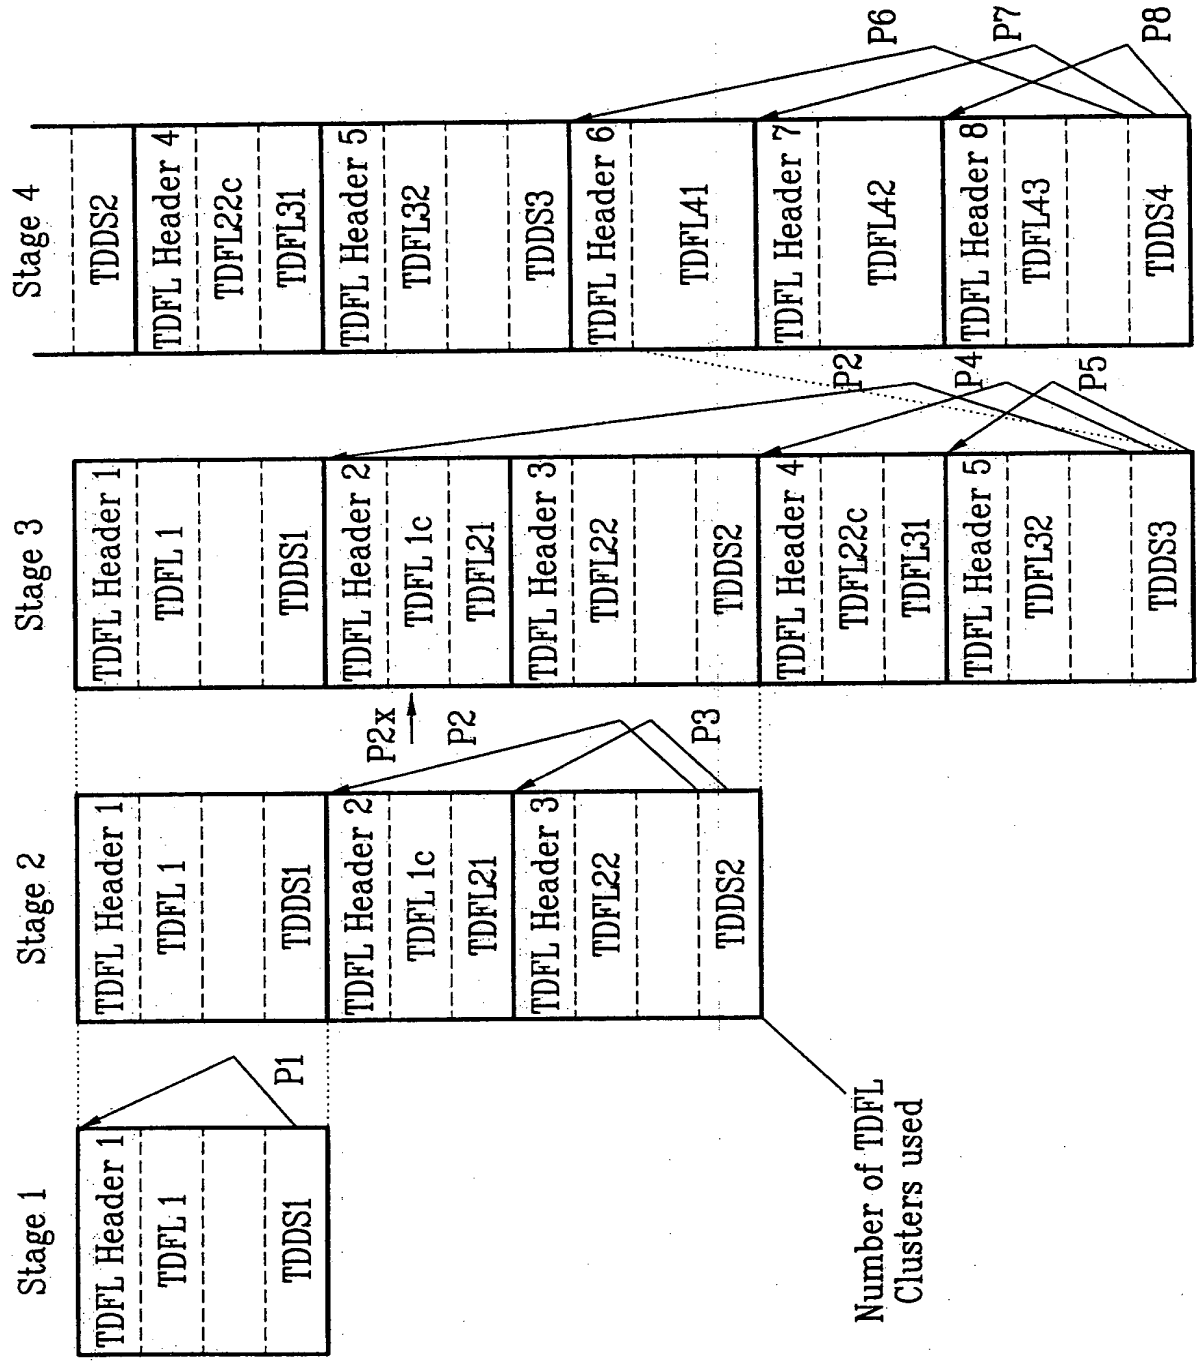 Stage 1
TDFL Header 1
TDFL 1
TDDS1
P1
Stage 2
TDFL Header 1
TDFL 1
TDDS1
TDFL Header 2
TDFL 1c
TDFL21
TDFL Header 3
TDFL22
TDDS2
P2
P3
Number of TDFL
Clusters used
P2x
Stage 3
TDFL Header 1
TDFL 1
TDDS1
TDFL Header 2
TDFL 1c
TDFL21
TDFL Header 3
TDFL22
TDDS2
TDFL Header 4
TDFL22c
TDFL31
TDFL Header 5
TDFL32
TDDS3
P2
P4
P5
Stage 4
TDDS2
TDFL Header 4
TDFL22c
TDFL31
TDFL Header 5
TDFL32
TDDS3
TDFL Header 6
TDFL41
TDFL Header 7
TDFL42
TDFL Header 8
TDFL43
TDDS4
P6
P7
P8